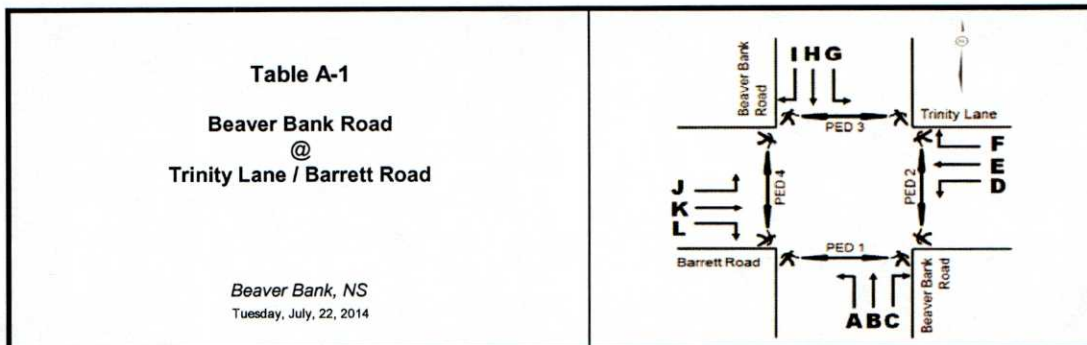 Table A-1
Beaver Bank Road
@
Trinity Lane / Barrett Road
Beaver Bank, NS
Tuesday, July, 22, 2014
Beaver Bank
Road
I H G
PED 3
Trinity Lane
F
E
D
J
K
L
PED 4
PED 2
PED 1
Barrett Road
A B C
Beaver Bank
Road